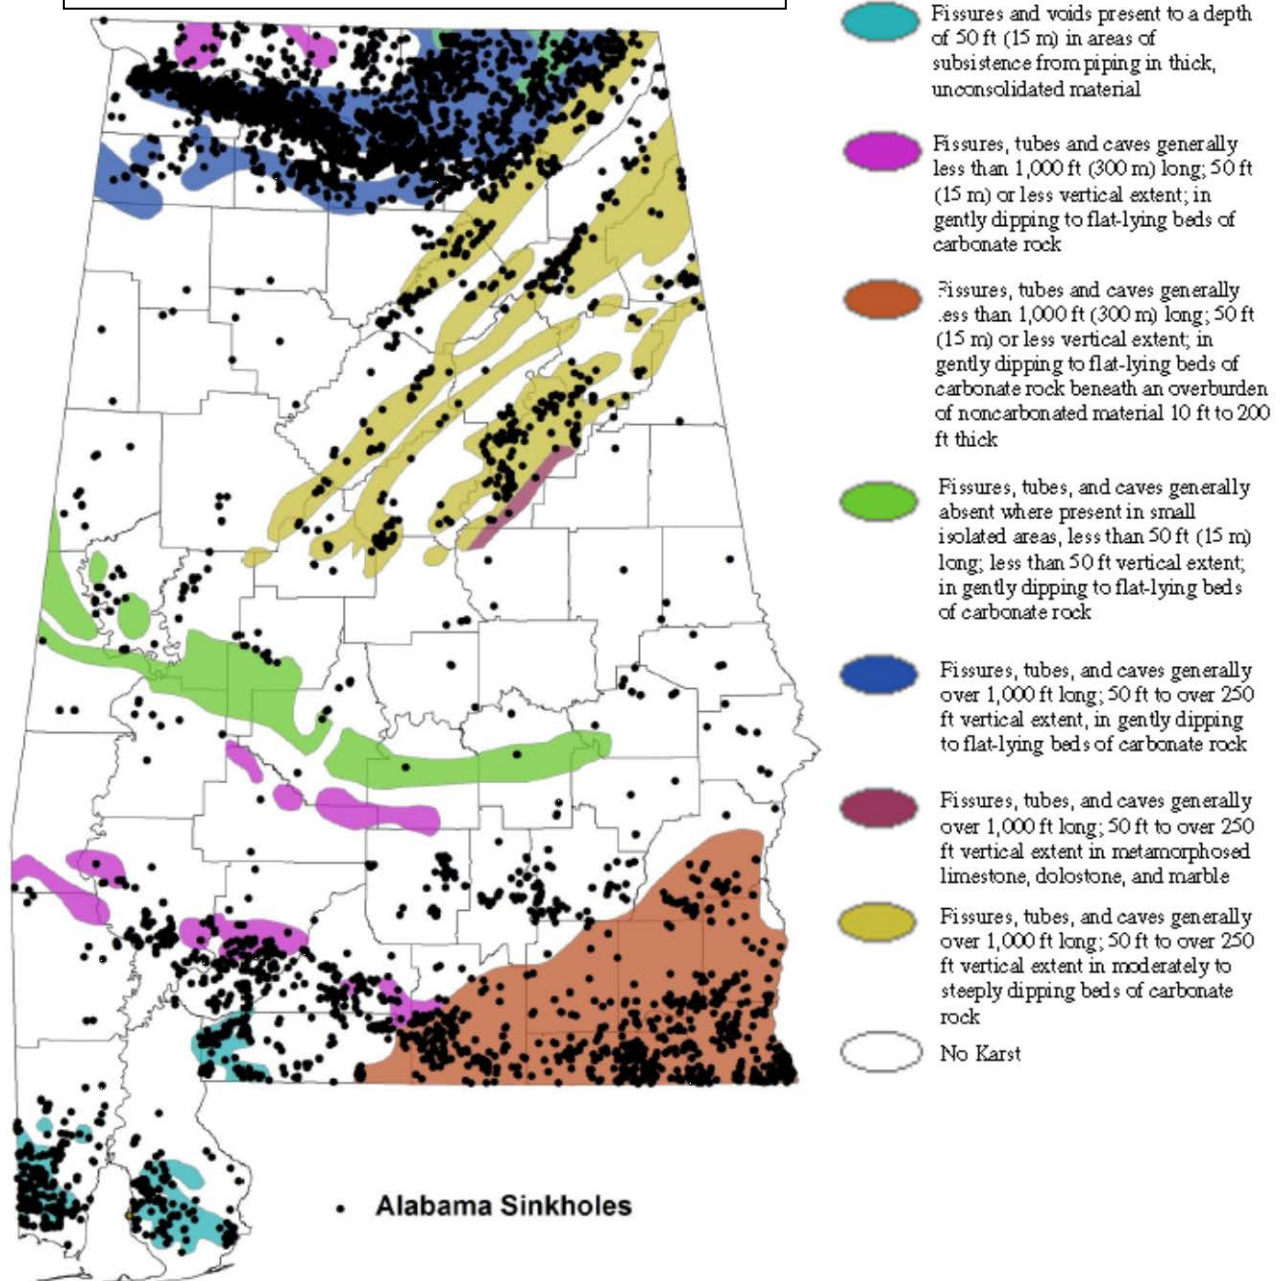 Fissures and voids present to a depth
of 50 ft (15 m) in areas of
subsistence from piping in thick,
unconsolidated material
Fissures, tubes and caves generally
less than 1,000 ft (300 m) long; 50 ft
(15 m) or less vertical extent; in
gently dipping to flat-lying beds of
carbonate rock
Fissures, tubes and caves generally
less than 1,000 ft (300 m) long; 50 ft
(15 m) or less vertical extent; in
gently dipping to flat-lying beds of
carbonate rock beneath an overburden
of noncarbonated material 10 ft to 200
ft thick
Fissures, tubes, and caves generally
absent where present in small
isolated areas, less than 50 ft (15 m)
long; less than 50 ft vertical extent;
in gently dipping to flat-lying beds
of carbonate rock
Fissures, tubes, and caves generally
over 1,000 ft long; 50 ft to over 250
ft vertical extent, in gently dipping
to flat-lying beds of carbonate rock
Fissures, tubes, and caves generally
over 1,000 ft long; 50 ft to over 250
ft vertical extent in metamorphosed
limestone, dolostone, and marble
Fissures, tubes, and caves generally
over 1,000 ft long; 50 ft to over 250
ft vertical extent in moderately to
steeply dipping beds of carbonate
rock
No Karst
Alabama Sinkholes